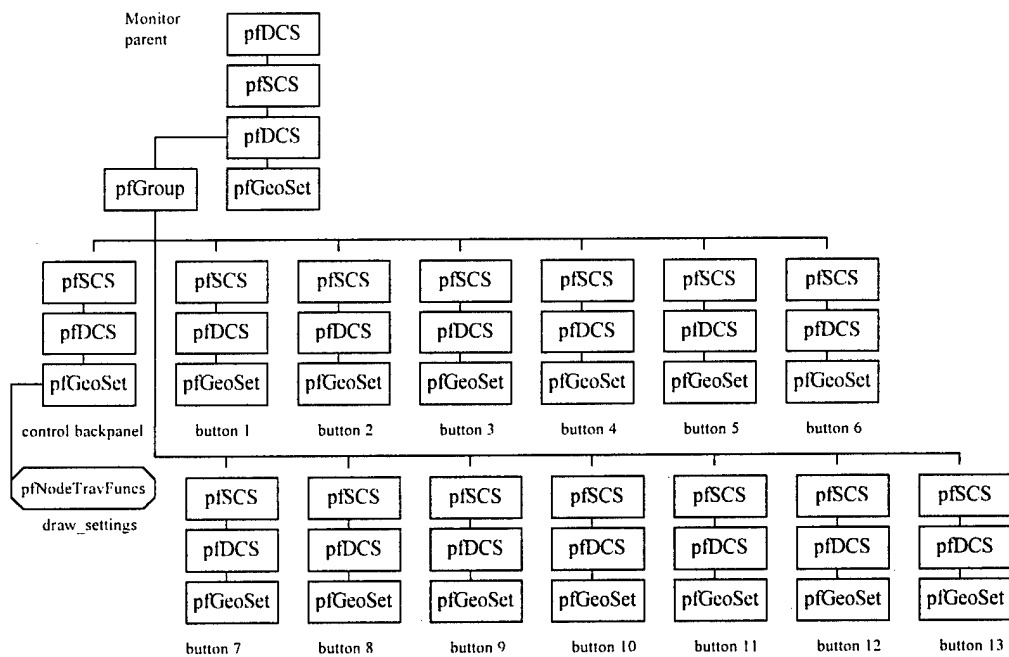 Monitor
parent
pfDCS
pfSCS
pfDCS
pfGroup
pfGeoSet
pfSCS pfSCS pfSCS pfSCS pfSCS pfSCS pfSCS
pfDCS pfDCS pfDCS pfDCS pfDCS pfDCS pfDCS
pfGeoSet pfGeoSet pfGeoSet pfGeoSet pfGeoSet pfGeoSet pfGeoSet
control backpanel button 1 button 2 button 3 button 4 button 5 button 6
pfNodeTravFuncs
draw_settings
pfSCS pfSCS pfSCS pfSCS pfSCS pfSCS pfSCS
pfDCS pfDCS pfDCS pfDCS pfDCS pfDCS pfDCS
pfGeoSet pfGeoSet pfGeoSet pfGeoSet pfGeoSet pfGeoSet pfGeoSet
button 7 button 8 button 9 button 10 button 11 button 12 button 13